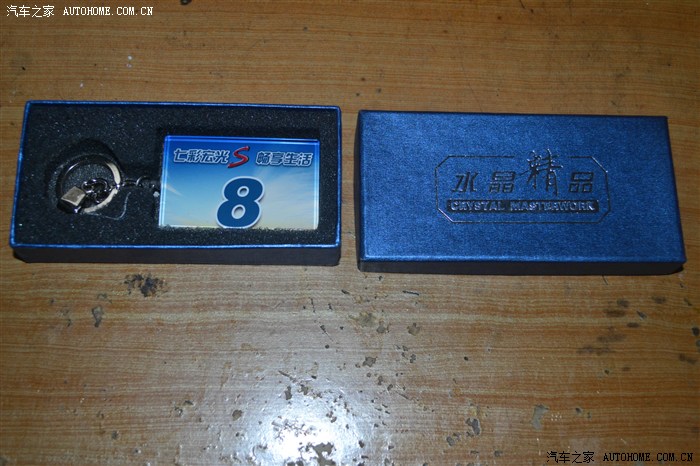 汽车之家 AUTOHOME.COM.CN
七彩宏光S 畅享生活
8
水晶精品
CRYSTAL MASTERWORK
汽车之家 AUTOHOME.COM.CN